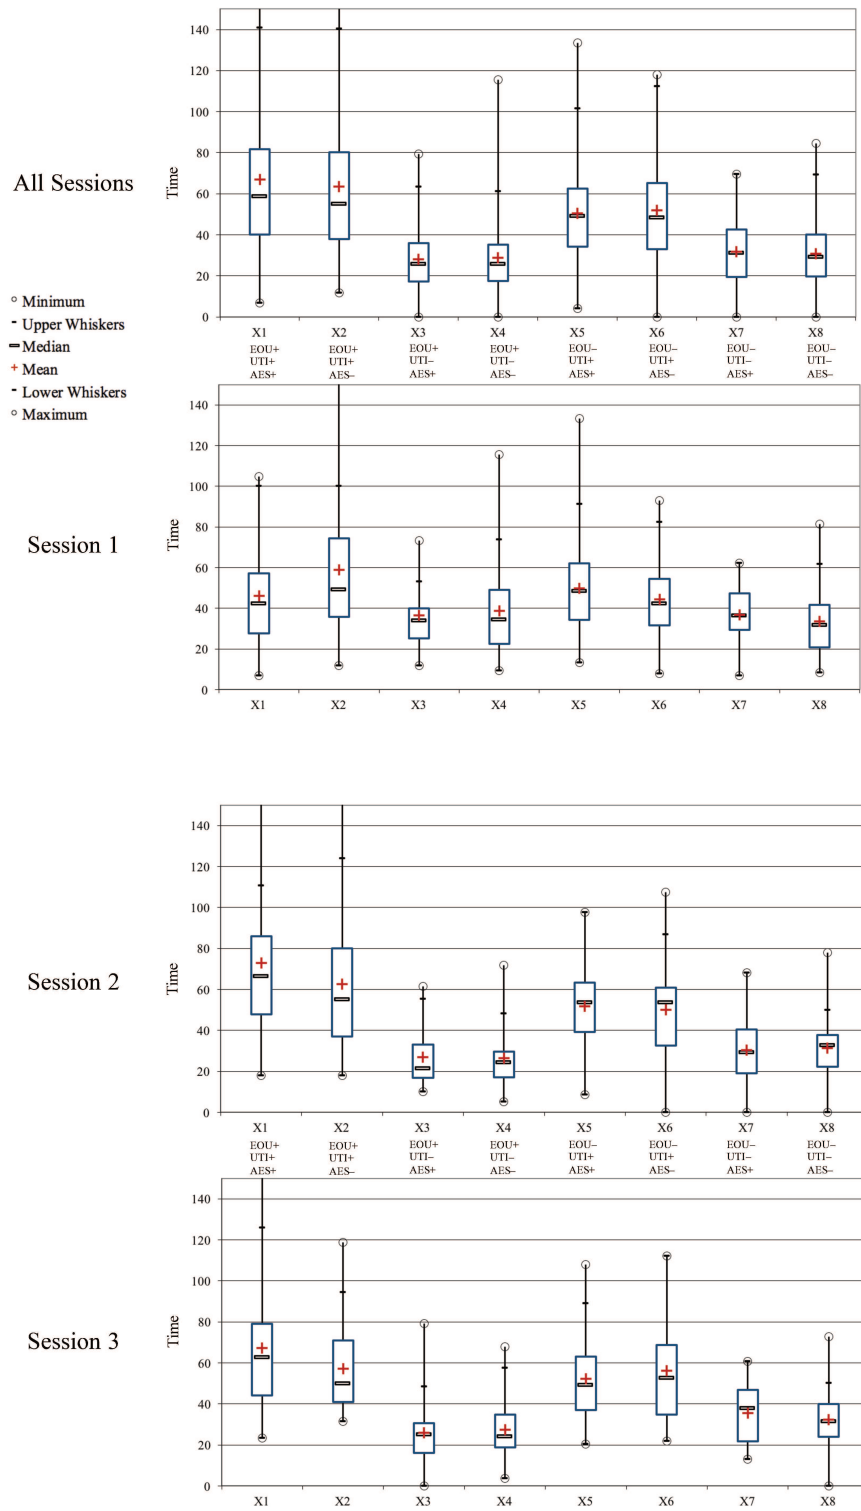 All Sessions
○ Minimum
- Upper Whiskers
Median
+ Mean
- Lower Whiskers
○ Maximum
Time
140
120
100
80
60
40
20
0
X1 X2 X3 X4 X5 X6 X7 X8
EOU+ EOU+ EOU+ EOU+ EOU– EOU– EOU– EOU–
UTI+ UTI+ UTI– UTI– UTI+ UTI+ UTI– UTI–
AES+ AES– AES+ AES– AES+ AES– AES+ AES–
Session 1
Time
140
120
100
80
60
40
20
0
X1 X2 X3 X4 X5 X6 X7 X8
Session 2
Time
140
120
100
80
60
40
20
0
X1 X2 X3 X4 X5 X6 X7 X8
EOU+ EOU+ EOU+ EOU+ EOU– EOU– EOU– EOU–
UTI+ UTI+ UTI– UTI– UTI+ UTI+ UTI– UTI–
AES+ AES– AES+ AES– AES+ AES– AES+ AES–
Session 3
Time
140
120
100
80
60
40
20
0
X1 X2 X3 X4 X5 X6 X7 X8